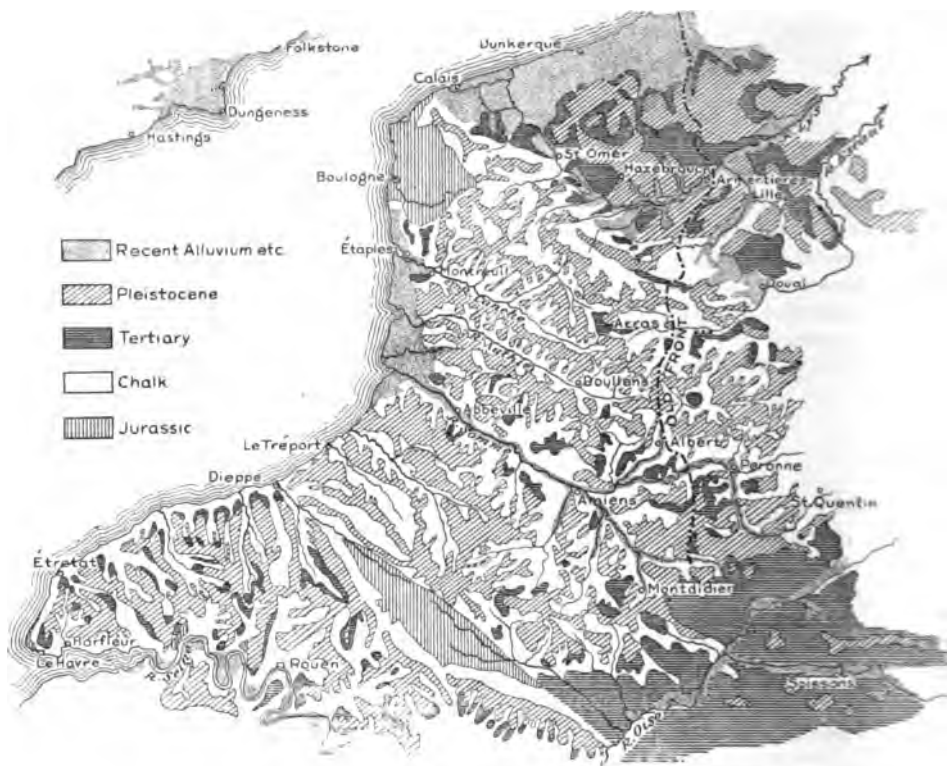 Folkstone
Dungeness
Hastings
Dunkerque
Calais
St Omer
Hazebrouck
Armertieres
Lille
R. Lys
Boulogne
Étaples
Montreuil
Douai
Arras
Doullens
Abbeville
Albert
Peronne
Amiens
St. Quentin
Le Tréport
Dieppe
Montdidier
Étretat
Harfleur
Le Havre
Rouen
Soissons
R. Oise
Recent Alluvium etc.
Pleistocene
Tertiary
Chalk
Jurassic